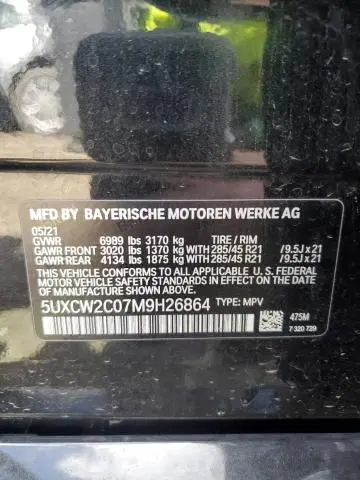 MFD BY BAYERISCHE MOTOREN WERKE AG
05/21
GVWR 6989 lbs 3170 kg TIRE / RIM
GAWR FRONT 3020 lbs 1370 kg WITH 285/45 R21 /9.5J x 21
GAWR REAR 4134 lbs 1875 kg WITH 285/45 R21 /9.5J x 21
THIS VEHICLE CONFORMS TO ALL APPLICABLE FEDERAL MOTOR VEHICLE
SAFETY STANDARDS IN EFFECT ON THE DATE OF MANUFACTURE SHOWN ABOVE.
5UXCW2C07M9H26864 TYPE: MPV
475M
7 320 729